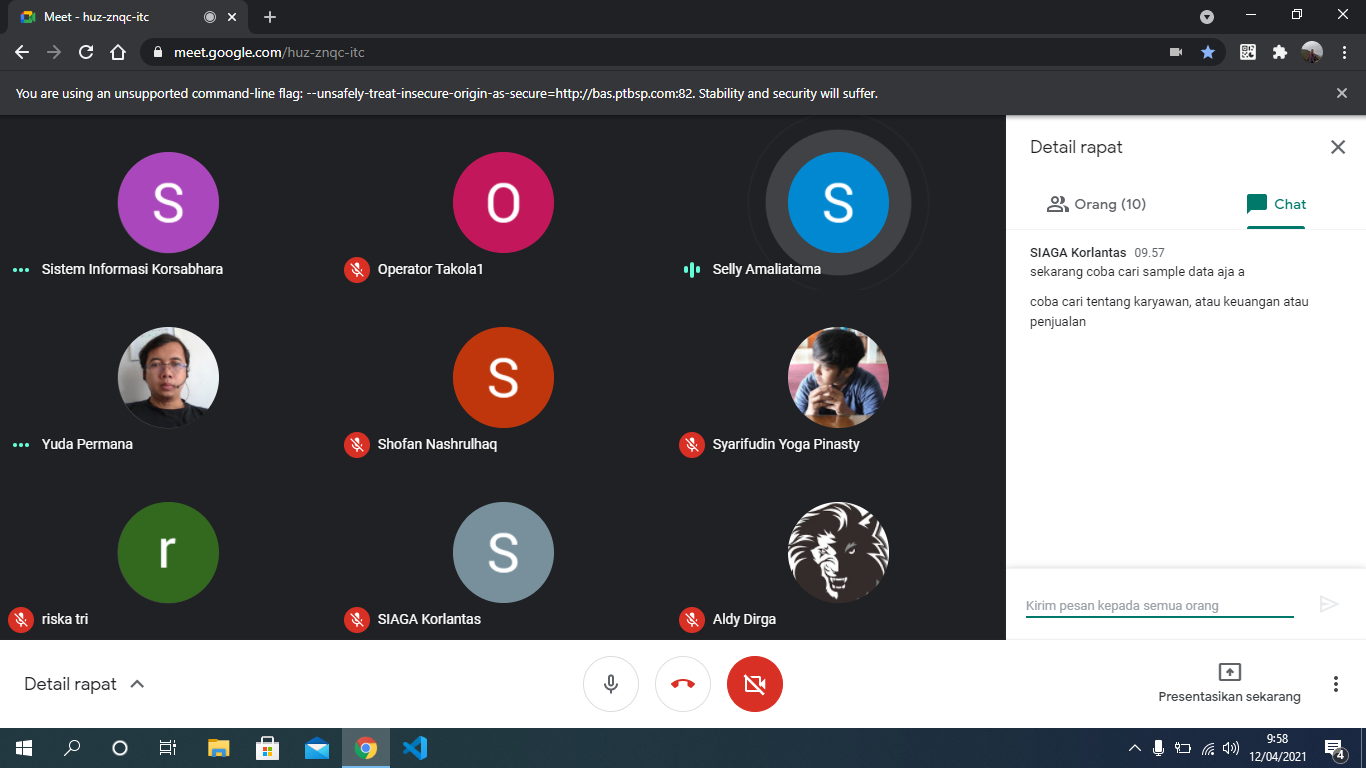 Meet - huz-znqc-itc
meet.google.com/huz-znqc-itc
You are using an unsupported command-line flag: --unsafely-treat-insecure-origin-as-secure=http://bas.ptbsp.com:82. Stability and security will suffer.
S
O
S
Sistem Informasi Korsabhara
Operator Takola1
Selly Amaliatama
S
Yuda Permana
Shofan Nashrulhaq
Syarifudin Yoga Pinasty
r
S
riska tri
SIAGA Korlantas
Aldy Dirga
Detail rapat
Orang (10)
Chat
SIAGA Korlantas 09.57
sekarang coba cari sample data aja a
coba cari tentang karyawan, atau keuangan atau
penjualan
Kirim pesan kepada semua orang
Detail rapat
Presentasikan sekarang
9:58
12/04/2021
4